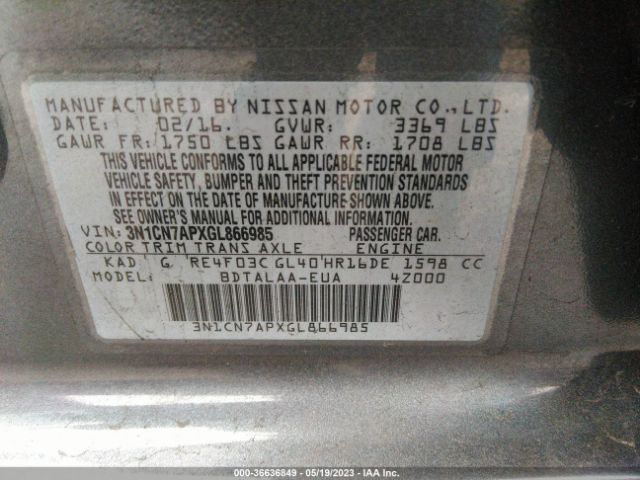 MANUFACTURED BY NISSAN MOTOR CO.,LTD.
DATE: 02/16. GVWR: 3369 LBS
GAWR FR: 1750 LBS GAWR RR: 1708 LBS
THIS VEHICLE CONFORMS TO ALL APPLICABLE FEDERAL MOTOR
VEHICLE SAFETY, BUMPER AND THEFT PREVENTION STANDARDS
IN EFFECT ON THE DATE OF MANUFACTURE SHOWN ABOVE.
SEE OWNER'S MANUAL FOR ADDITIONAL INFORMATION.
VIN: 3N1CN7APXGL866985 PASSENGER CAR.
COLOR TRIM TRANS AXLE ENGINE
KAD G RE4F03C GL40 HR16DE 1598 CC
MODEL: BDTALAA-EUA 4Z000
3N1CN7APXGL866985
000-36636849 - 05/19/2023 - IAA Inc.